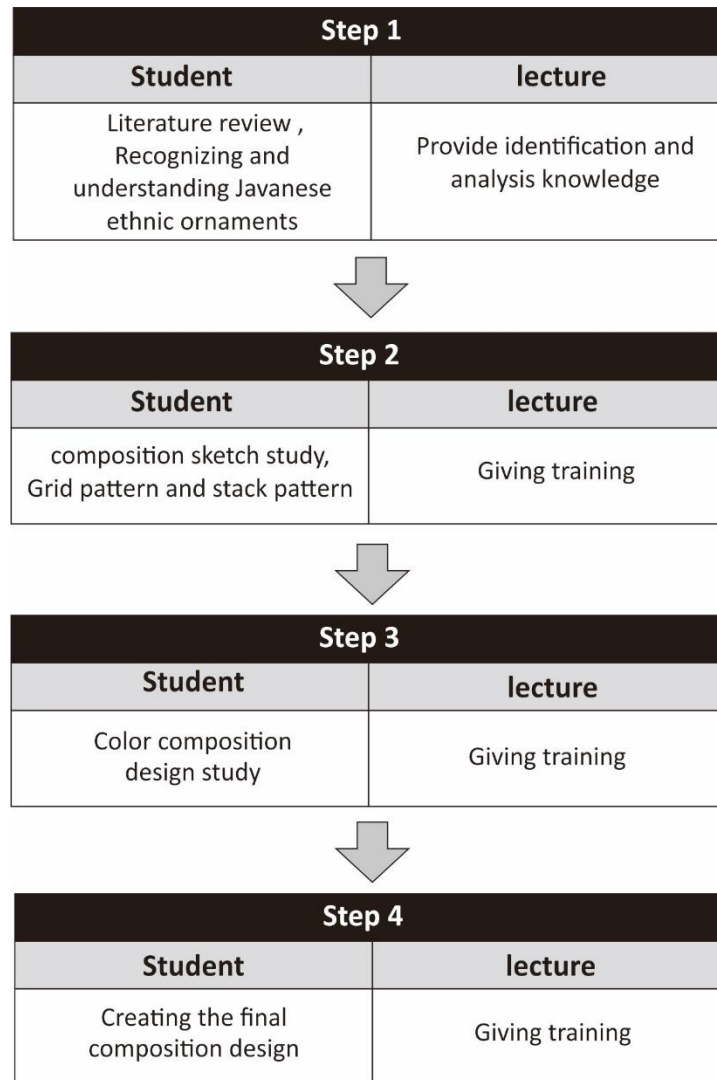 Step 1
Student
lecture
Literature review ,
Recognizing and
understanding Javanese
ethnic ornaments
Provide identification and
analysis knowledge
Step 2
Student
lecture
composition sketch study,
Grid pattern and stack pattern
Giving training
Step 3
Student
lecture
Color composition
design study
Giving training
Step 4
Student
lecture
Creating the final
composition design
Giving training